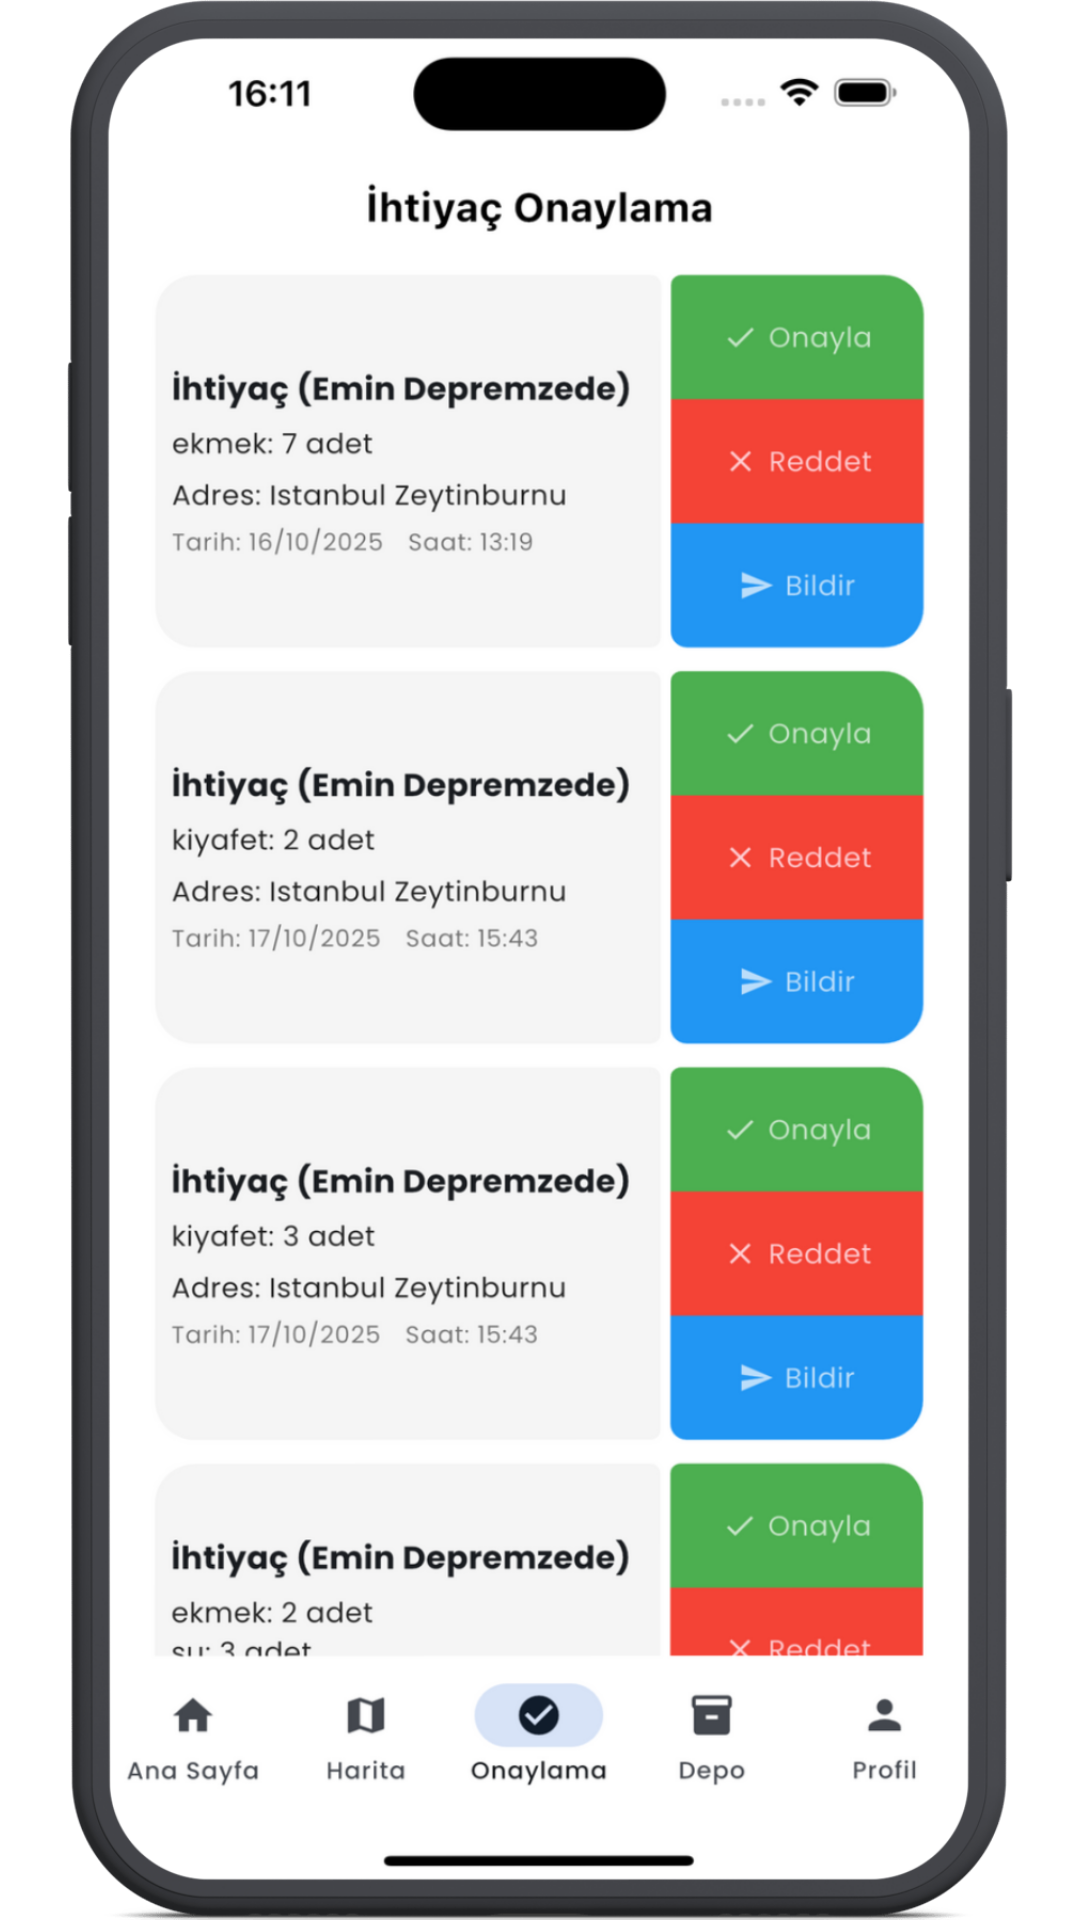 16:11
İhtiyaç Onaylama
İhtiyaç (Emin Depremzede)
ekmek: 7 adet
Adres: Istanbul Zeytinburnu
Tarih: 16/10/2025 Saat: 13:19
Onayla
Reddet
Bildir
İhtiyaç (Emin Depremzede)
kiyafet: 2 adet
Adres: Istanbul Zeytinburnu
Tarih: 17/10/2025 Saat: 15:43
Onayla
Reddet
Bildir
İhtiyaç (Emin Depremzede)
kiyafet: 3 adet
Adres: Istanbul Zeytinburnu
Tarih: 17/10/2025 Saat: 15:43
Onayla
Reddet
Bildir
İhtiyaç (Emin Depremzede)
ekmek: 2 adet
su: 3 adet
Onayla
Reddet
Ana Sayfa
Harita
Onaylama
Depo
Profil